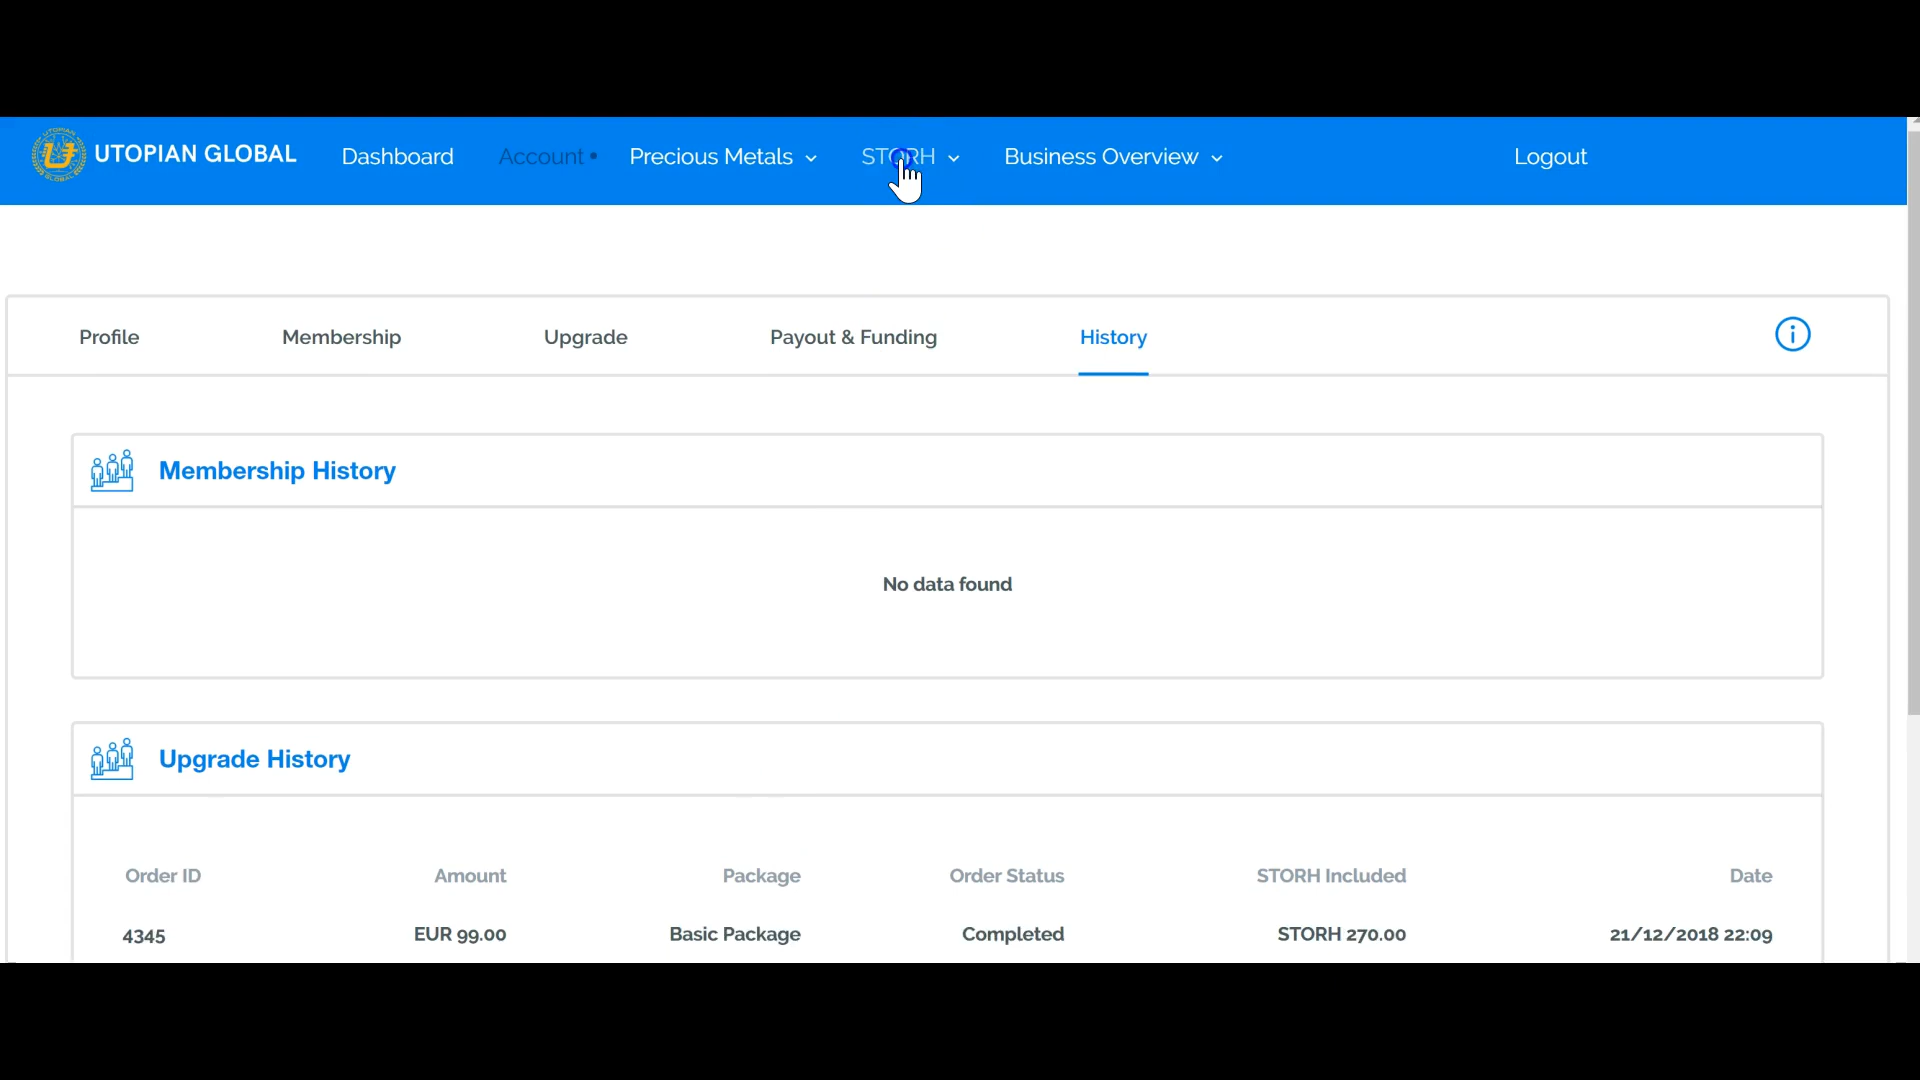 UTOPIAN GLOBAL Dashboard Account • Precious Metals STORH Business Overview Logout
Profile Membership Upgrade Payout & Funding History
Membership History
No data found
Upgrade History
Order ID Amount Package Order Status STORH Included Date
4345 EUR 99.00 Basic Package Completed STORH 270.00 21/12/2018 22:09